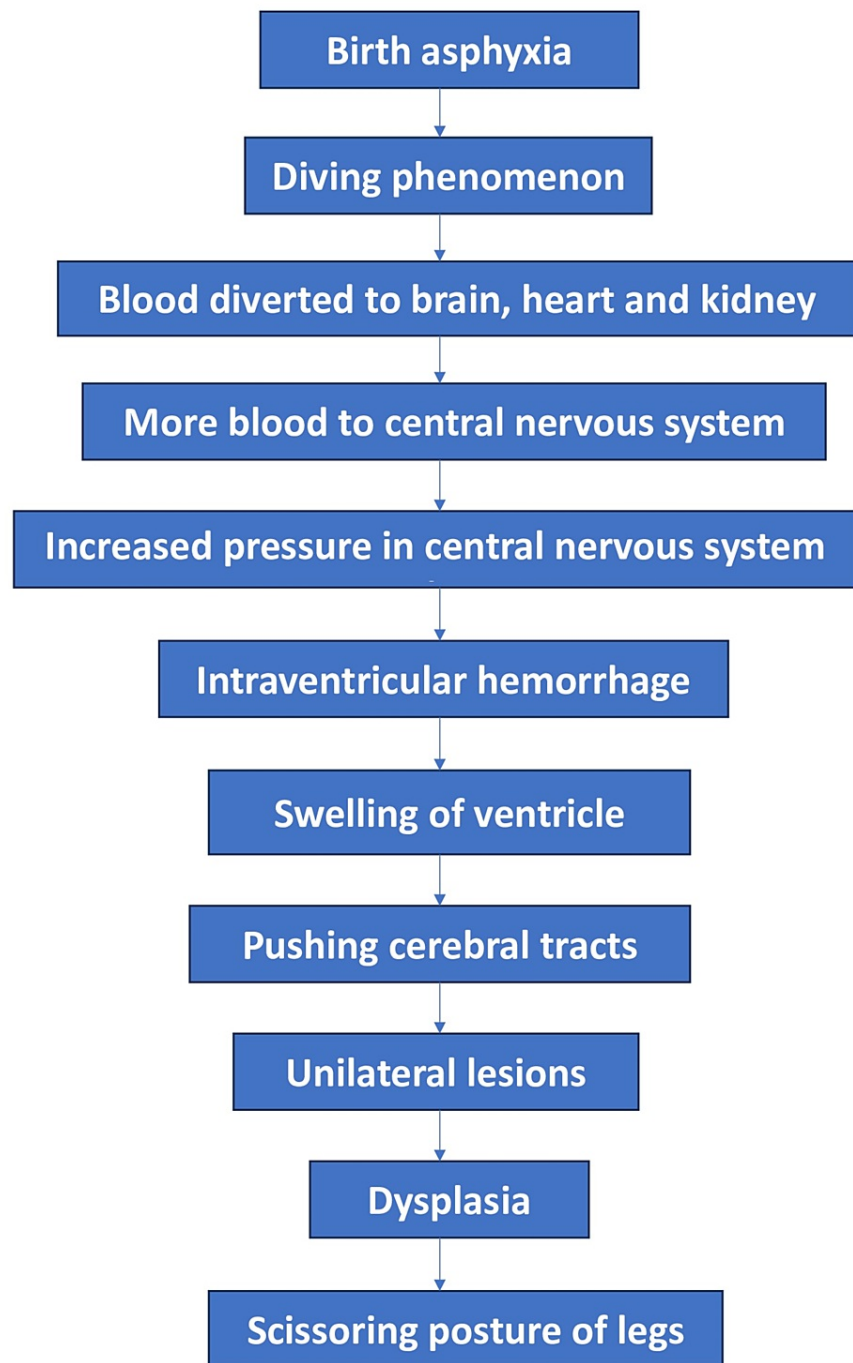 Birth asphyxia
Diving phenomenon
Blood diverted to brain, heart and kidney
More blood to central nervous system
Increased pressure in central nervous system
Intraventricular hemorrhage
Swelling of ventricle
Pushing cerebral tracts
Unilateral lesions
Dysplasia
Scissoring posture of legs